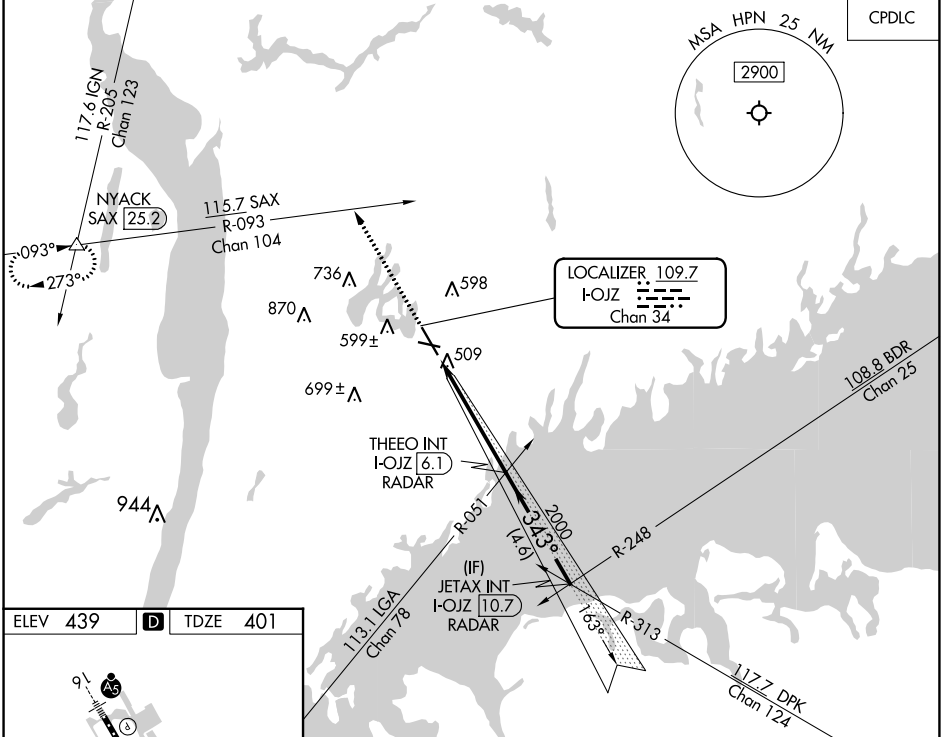 CPDLC
MSA HPN 25 NM
2900
117.6 IGN
R-205
Chan 123
NYACK
SAX 25.2
093°
273°
115.7 SAX
R-093
Chan 104
736
598
870
599±
509
699±
LOCALIZER 109.7
I-OJZ
Chan 34
108.8 BDR
Chan 25
THEEO INT
I-OJZ 6.1
RADAR
944
R-051
2000
343°
(4.6)
R-248
(IF)
JETAX INT
I-OJZ 10.7
RADAR
163°
R-313
113.1 LGA
Chan 78
117.7 DPK
Chan 124
ELEV 439 D TDZE 401
16
A5
P